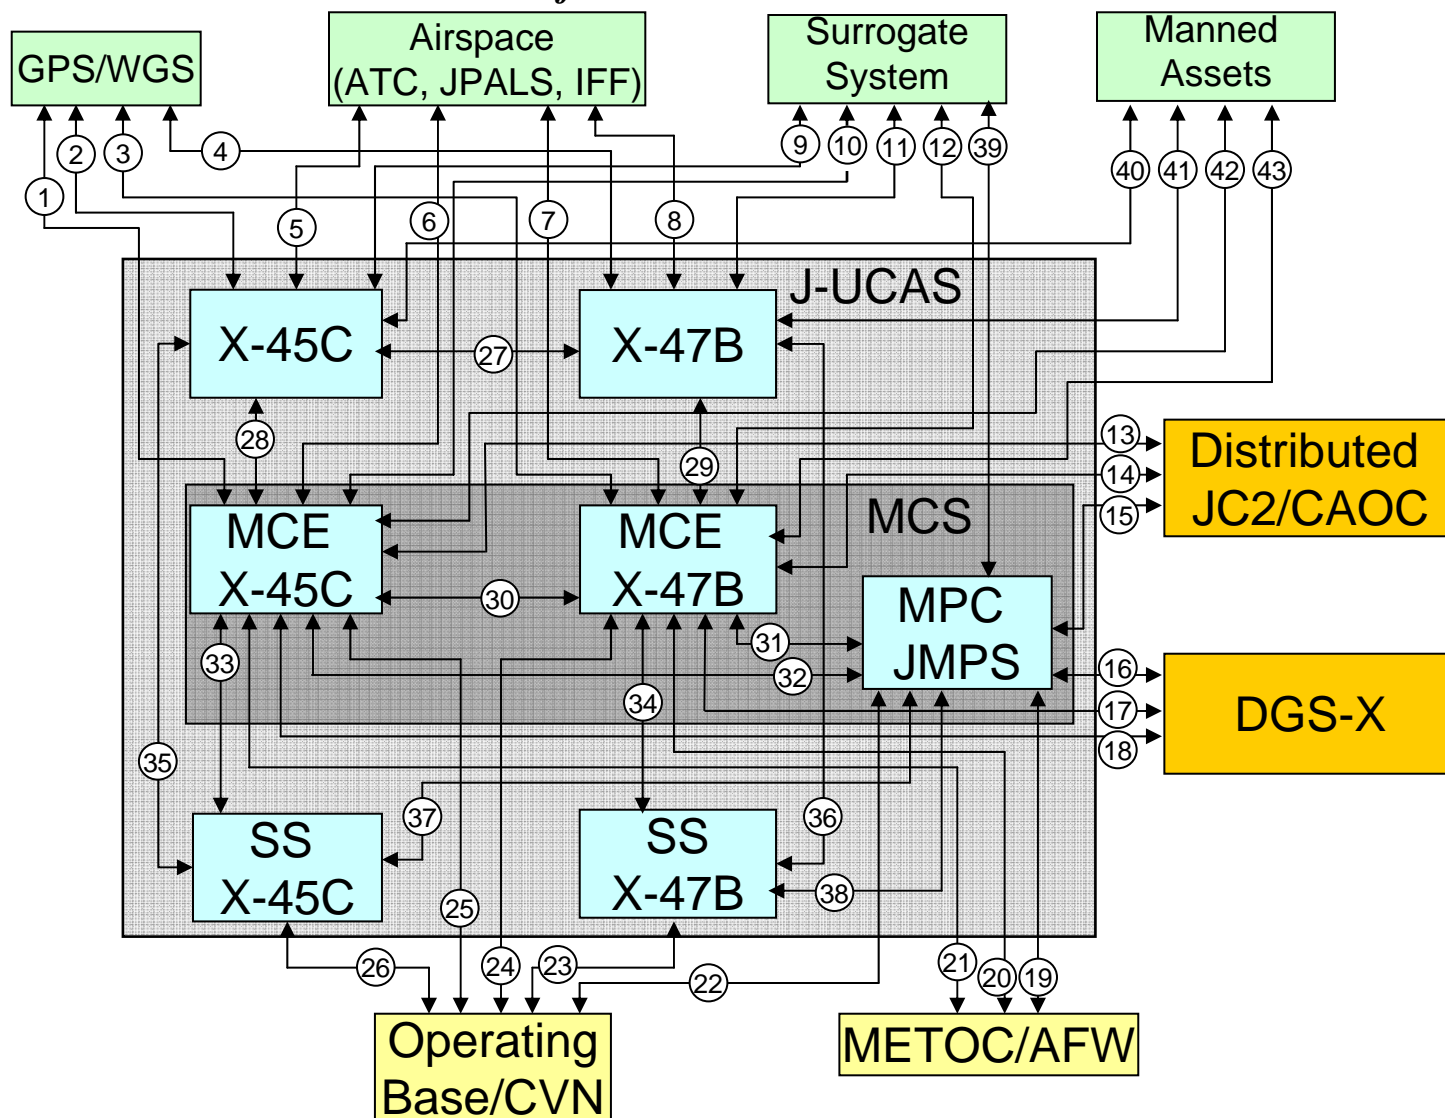 GPS/WGS
Airspace
(ATC, JPALS, IFF)
Surrogate
System
Manned
Assets
1
2
3
4
5
6
7
8
9
10
11
12
39
40
41
42
43
J-UCAS
X-45C
27
X-47B
28
29
13
14
15
Distributed
JC2/CAOC
MCS
MCE
X-45C
30
MCE
X-47B
31
32
MPC
JMPS
33
34
16
17
18
DGS-X
35
37
36
SS
X-45C
SS
X-47B
38
25
26
24
23
22
21
20
19
Operating
Base/CVN
METOC/AFW